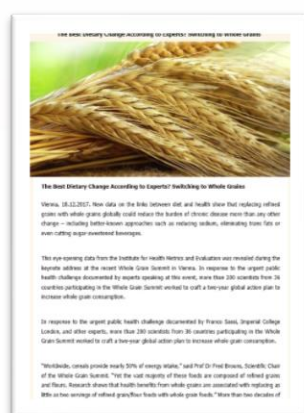 The Best Dietary Change According to Experts? Switching to Whole Grains
The Best Dietary Change According to Experts? Switching to Whole Grains
Vienna, 18.12.2017. New data on the links between diet and health show that replacing refined
grains with whole grains globally could reduce the burden of chronic disease more than any other
change – including better-known approaches such as reducing sodium, eliminating trans fats or
even cutting sugar-sweetened beverages.
This eye-opening data from the Institute for Health Metrics and Evaluation was revealed during the
keynote address at the recent Whole Grain Summit in Vienna. In response to the urgent public
health challenge documented by experts speaking at this event, more than 200 scientists from 36
countries participating in the Whole Grain Summit worked to craft a two-year global action plan to
increase whole grain consumption.
In response to the urgent public health challenge documented by Franco Sassi, Imperial College
London, and other experts, more than 200 scientists from 36 countries participating in the Whole
Grain Summit worked to craft a two-year global action plan to increase whole grain consumption.
"Worldwide, cereals provide nearly 50% of energy intake," said Prof Dr Fred Brouns, Scientific Chair
of the Whole Grain Summit. "Yet the vast majority of these foods are composed of refined grains
and flours. Research shows that health benefits from whole grains are associated with replacing as
little as two servings of refined grain/flour foods with whole grain foods." More than two decades of